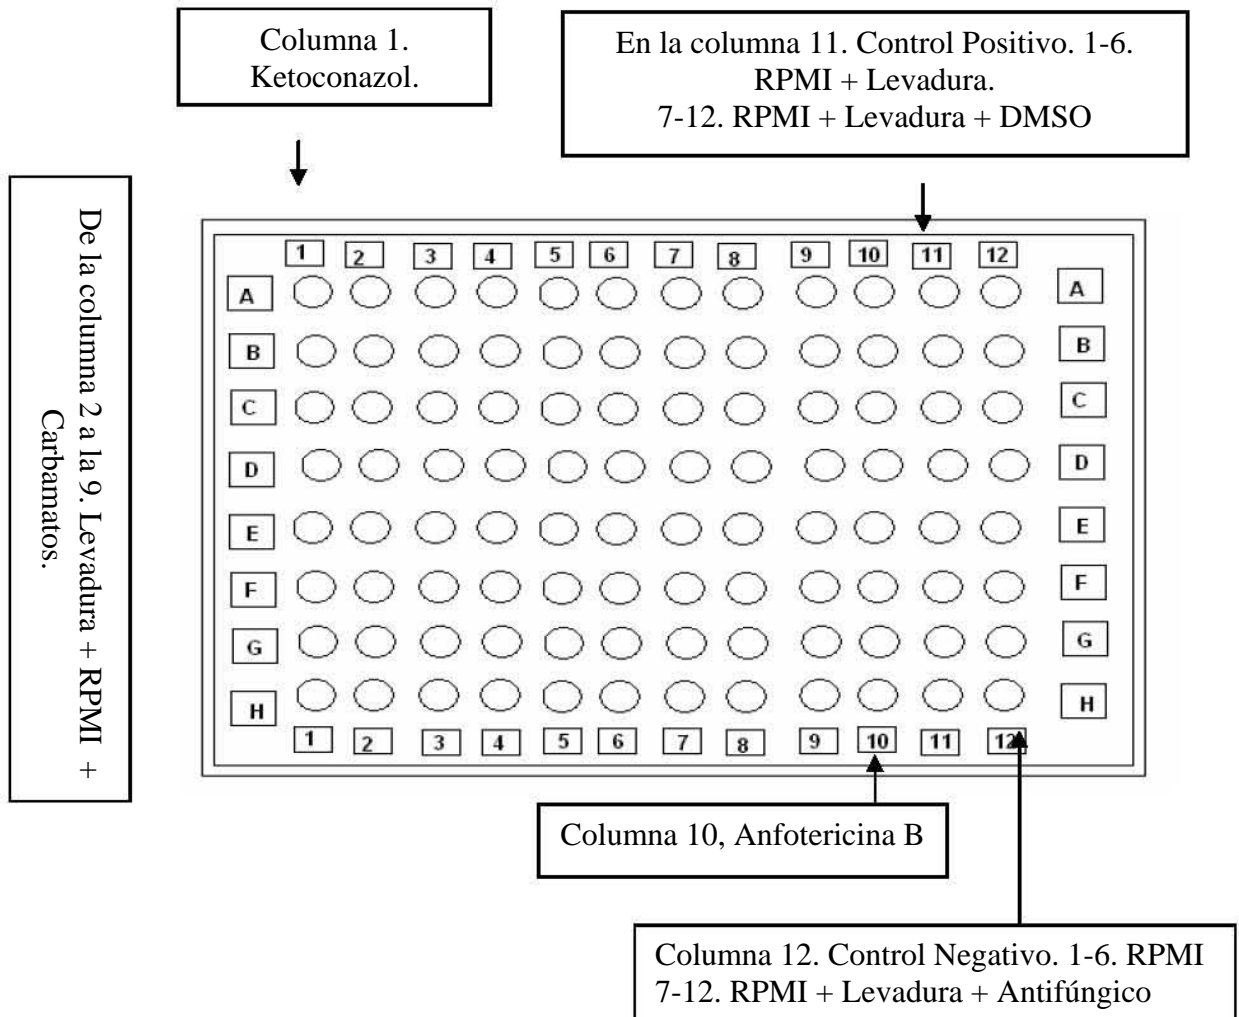 Columna 1.
Ketoconazol.
En la columna 11. Control Positivo. 1-6.
RPMI + Levadura.
7-12. RPMI + Levadura + DMSO
De la columna 2 a la 9. Levadura + RPMI +
Carbamatos.
1 2 3 4 5 6 7 8 9 10 11 12
A A
B B
C C
D D
E E
F F
G G
H H
1 2 3 4 5 6 7 8 9 10 11 12
Columna 10, Anfotericina B
Columna 12. Control Negativo. 1-6. RPMI
7-12. RPMI + Levadura + Antifúngico